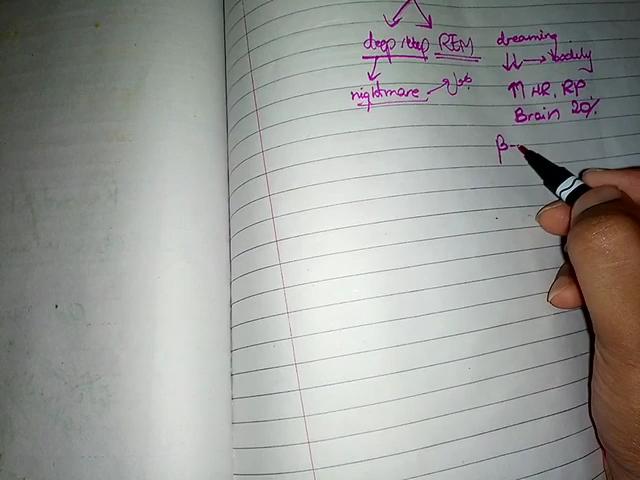 deep sleep REM
nightmare
dreaming
↓↓ → bodily
↑↑ HR, RP
Brain 20%
β-